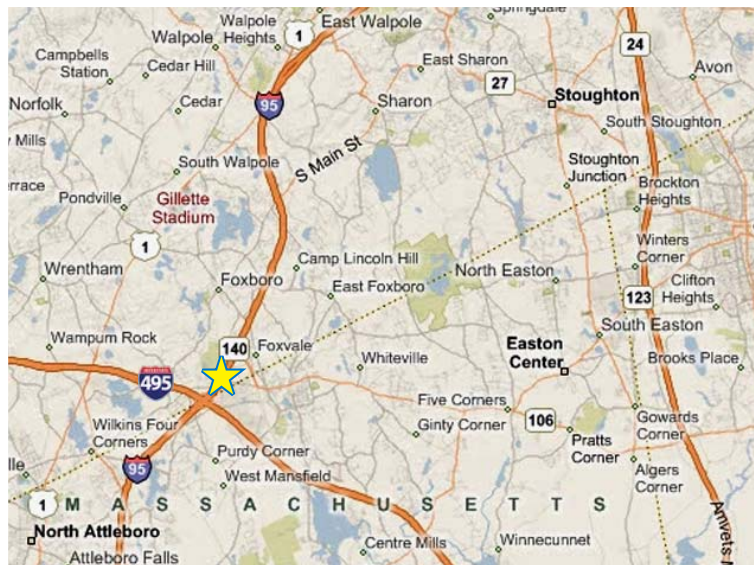 Springdale
Walpole
Heights
1
East Walpole
Walpole
24
Campbells
Station
Cedar Hill
East Sharon
Avon
27
Norfolk
Cedar
95
Sharon
Stoughton
South Stoughton
y Mills
South Walpole
S Main St
Stoughton
Junction
errace
Pondville
Gillette
Stadium
Brockton
Heights
1
Camp Lincoln Hill
Winters
Corner
Wrentham
North Easton
Foxboro
East Foxboro
Clifton
Heights
123
Wampum Rock
140
Foxvale
Easton
Center
South Easton
Whiteville
Brooks Place
495
Five Corners
Wilkins Four
Corners
Ginty Corner
106
Gowards
Corner
Pratts
Corner
Purdy Corner
95
lle
West Mansfield
Algers
Corner
1
MASSACHUSETTS
North Attleboro
Amvets
Centre Mills
Winnecunnet
Attleboro Falls